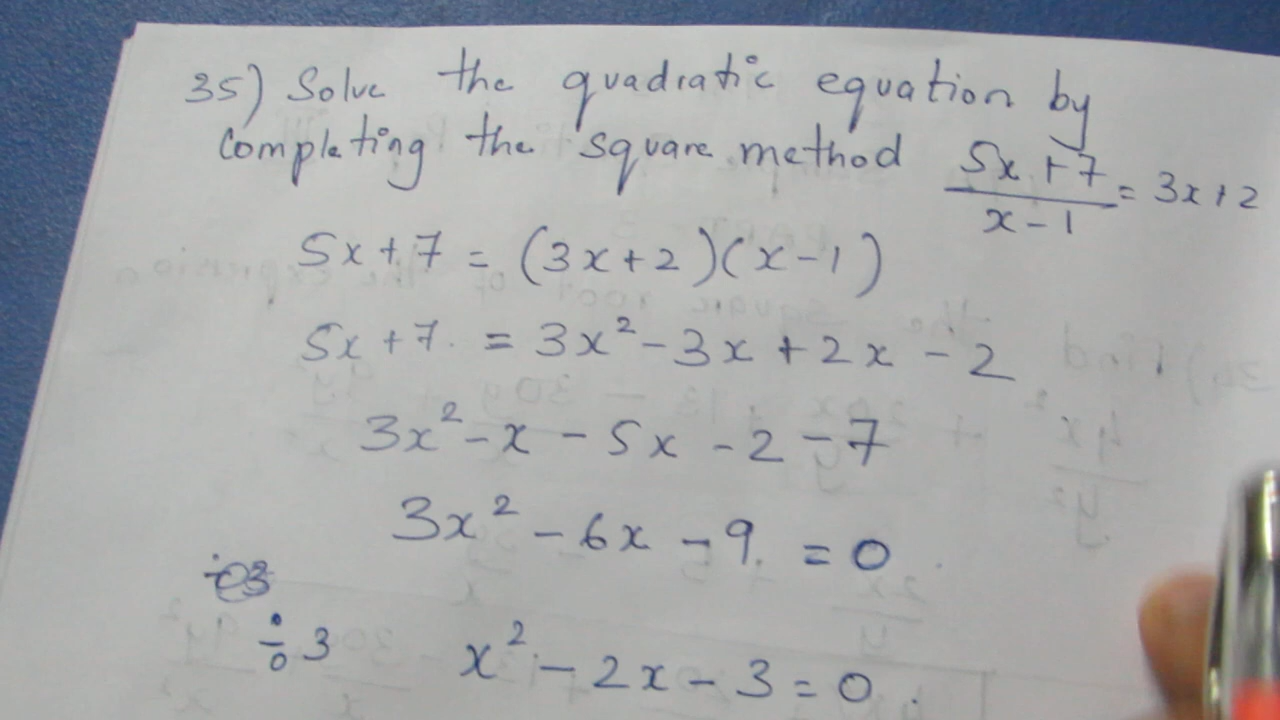 35) Solve the quadratic equation by
completing the square method (5x + 7)/(x - 1) = 3x + 2
5x + 7 = (3x + 2)(x - 1)
5x + 7. = 3x² - 3x + 2x - 2
3x² - x - 5x - 2 - 7
3x² - 6x - 9. = 0
÷ 3 x² - 2x - 3 = 0.